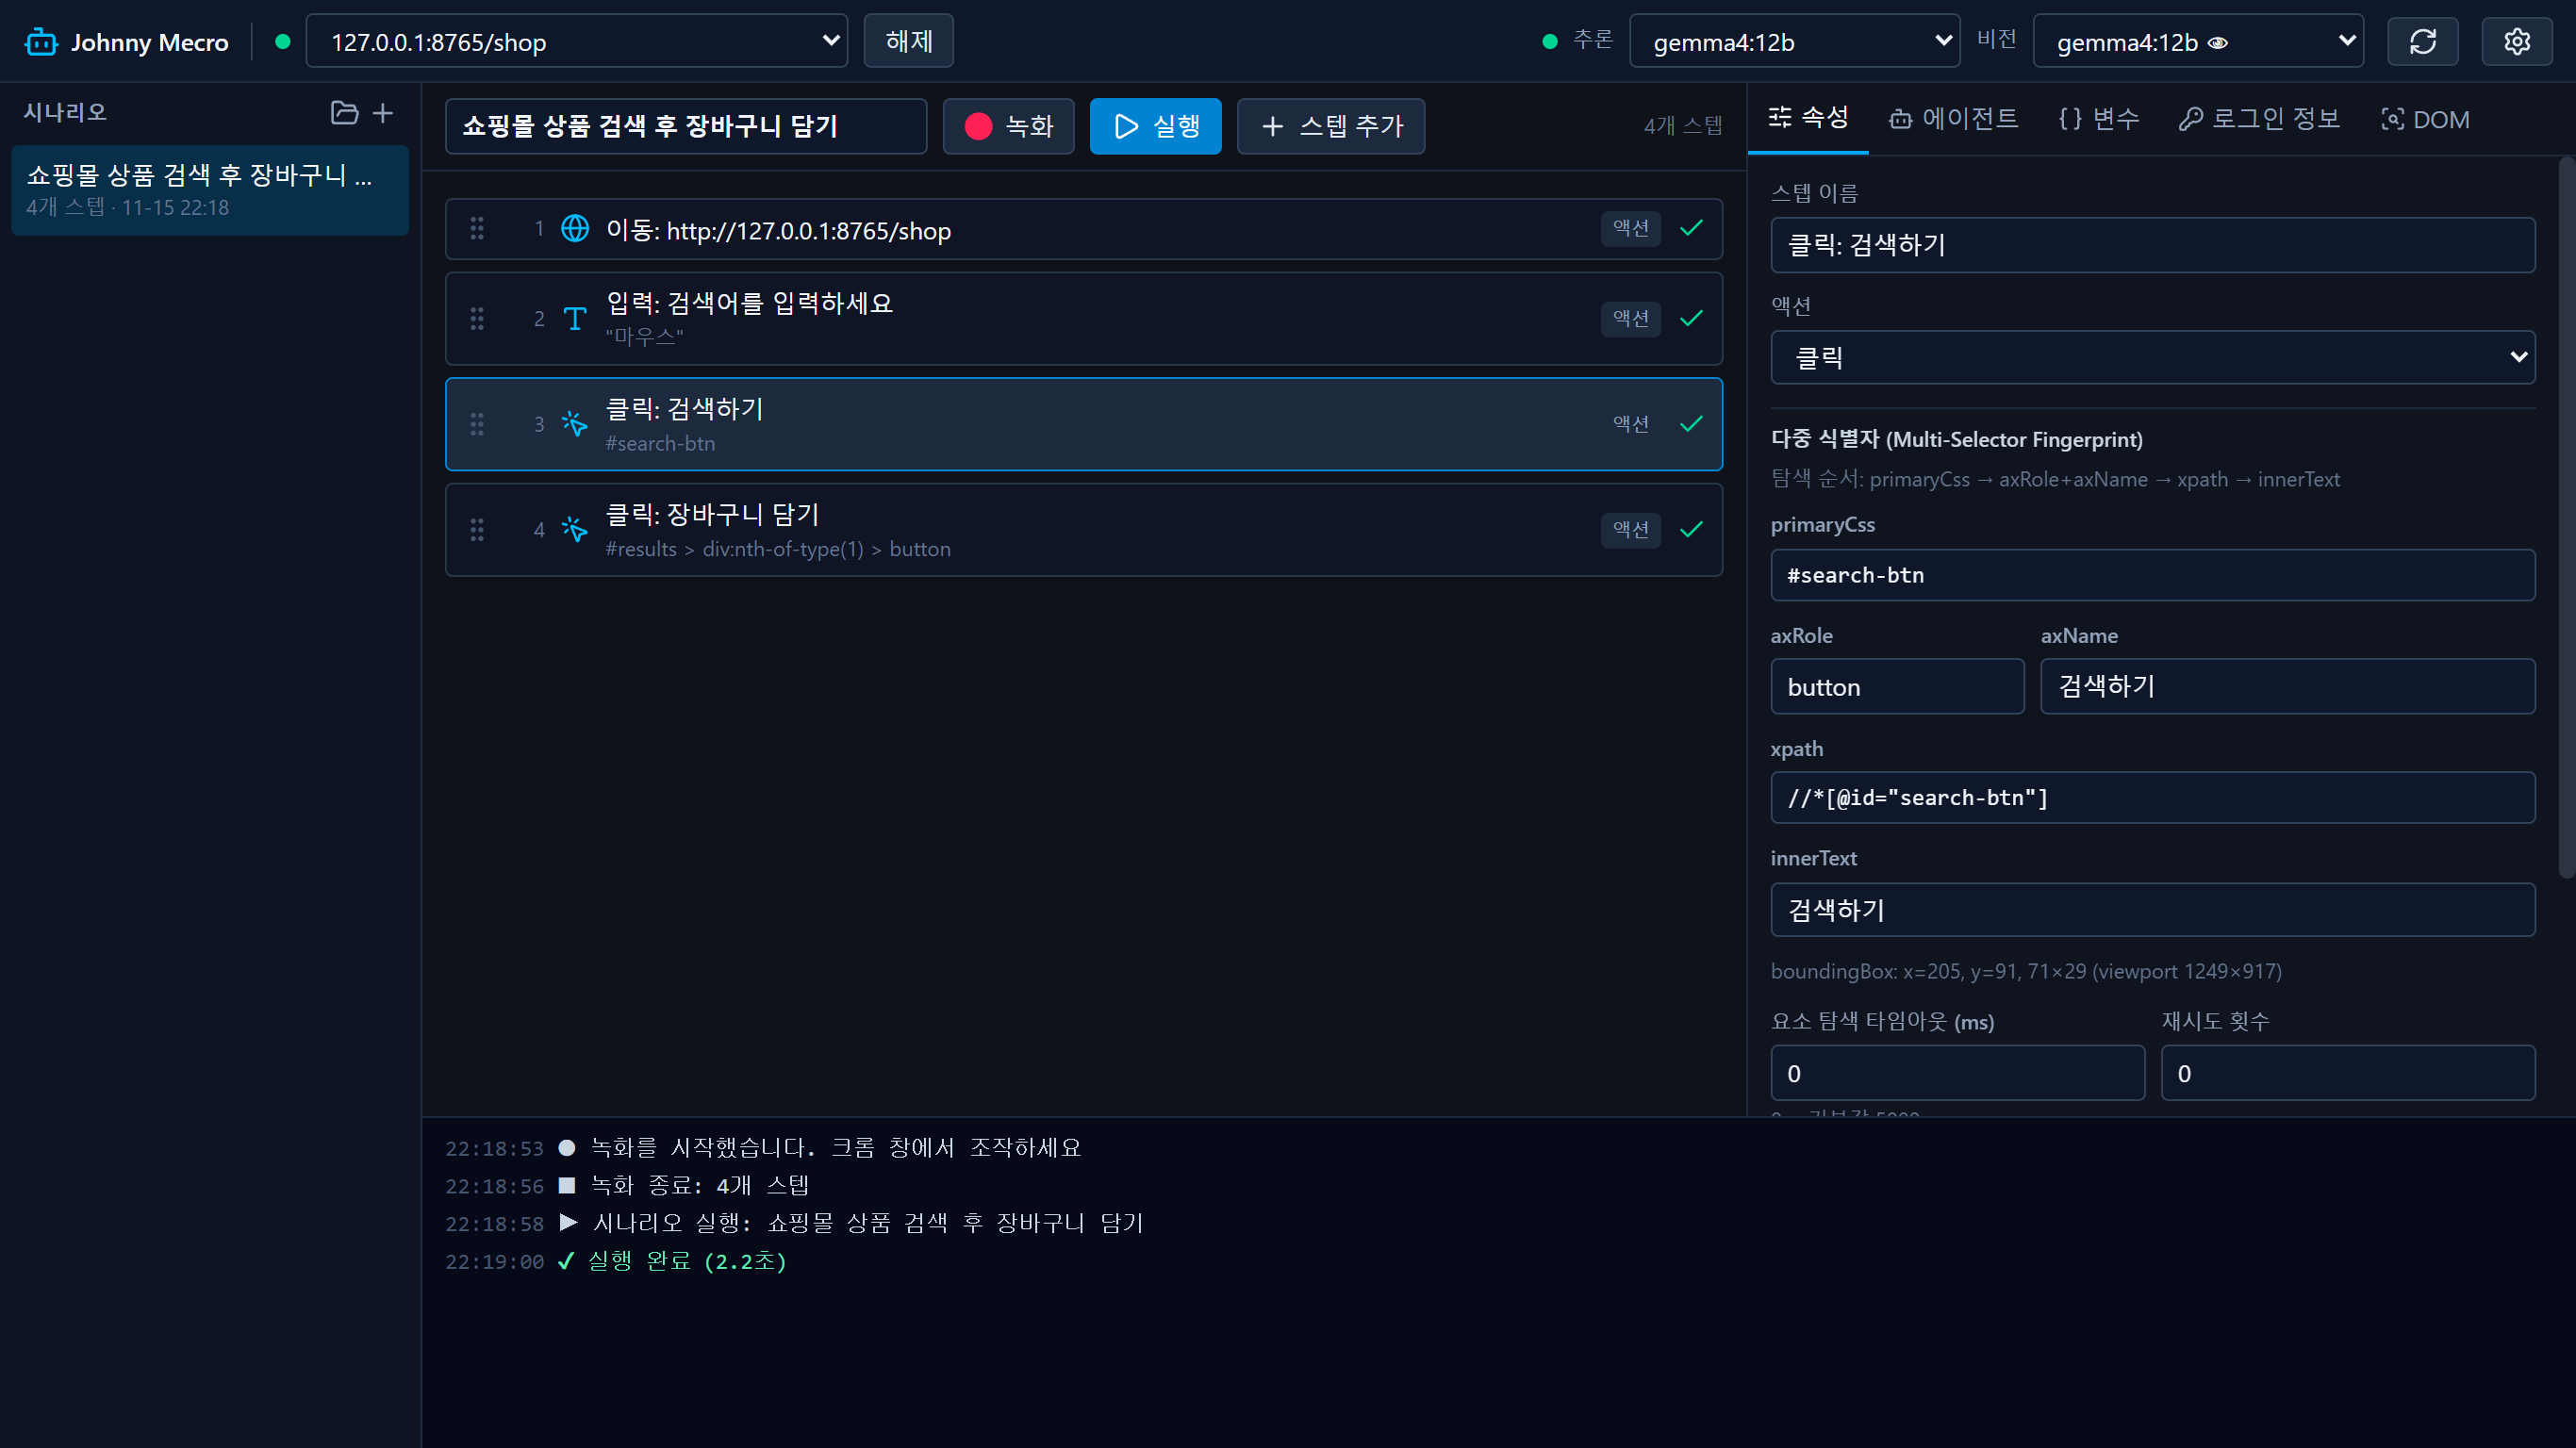 Johnny Mecro
127.0.0.1:8765/shop
해제
추론
gemma4:12b
비전
gemma4:12b
시나리오
쇼핑몰 상품 검색 후 장바구니 ...
4개 스텝 · 11-15 22:18
쇼핑몰 상품 검색 후 장바구니 담기
녹화
실행
스텝 추가
4개 스텝
1
이동: http://127.0.0.1:8765/shop
액션
2
입력: 검색어를 입력하세요
"마우스"
액션
3
클릭: 검색하기
#search-btn
액션
4
클릭: 장바구니 담기
#results > div:nth-of-type(1) > button
액션
속성
에이전트
변수
로그인 정보
DOM
스텝 이름
클릭: 검색하기
액션
클릭
다중 식별자 (Multi-Selector Fingerprint)
탐색 순서: primaryCss → axRole+axName → xpath → innerText
primaryCss
#search-btn
axRole
axName
button
검색하기
xpath
//*[@id="search-btn"]
innerText
검색하기
boundingBox: x=205, y=91, 71×29 (viewport 1249×917)
요소 탐색 타임아웃 (ms)
재시도 횟수
0
0
22:18:53 ● 녹화를 시작했습니다. 크롬 창에서 조작하세요
22:18:56 ■ 녹화 종료: 4개 스텝
22:18:58 ▶ 시나리오 실행: 쇼핑몰 상품 검색 후 장바구니 담기
22:19:00 ✓ 실행 완료 (2.2초)